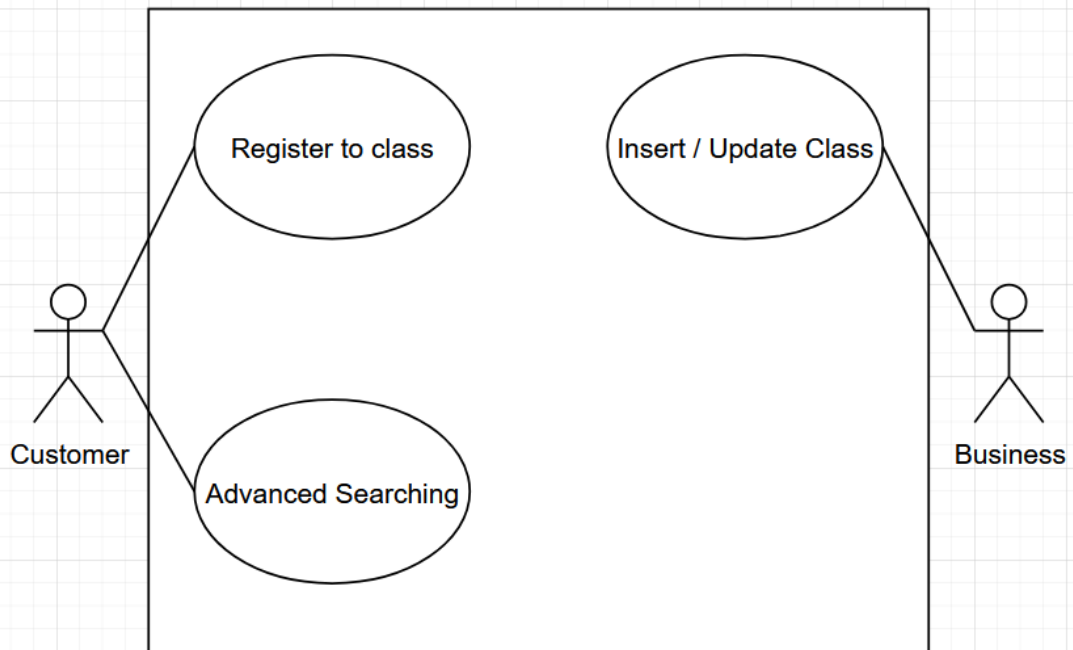 Register to class
Insert / Update Class
Customer
Business
Advanced Searching